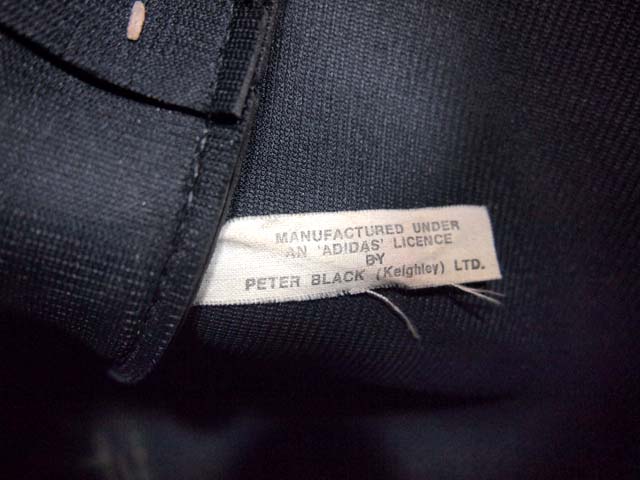 MANUFACTURED UNDER
AN 'ADIDAS' LICENCE
BY
PETER BLACK (Keighley) LTD.